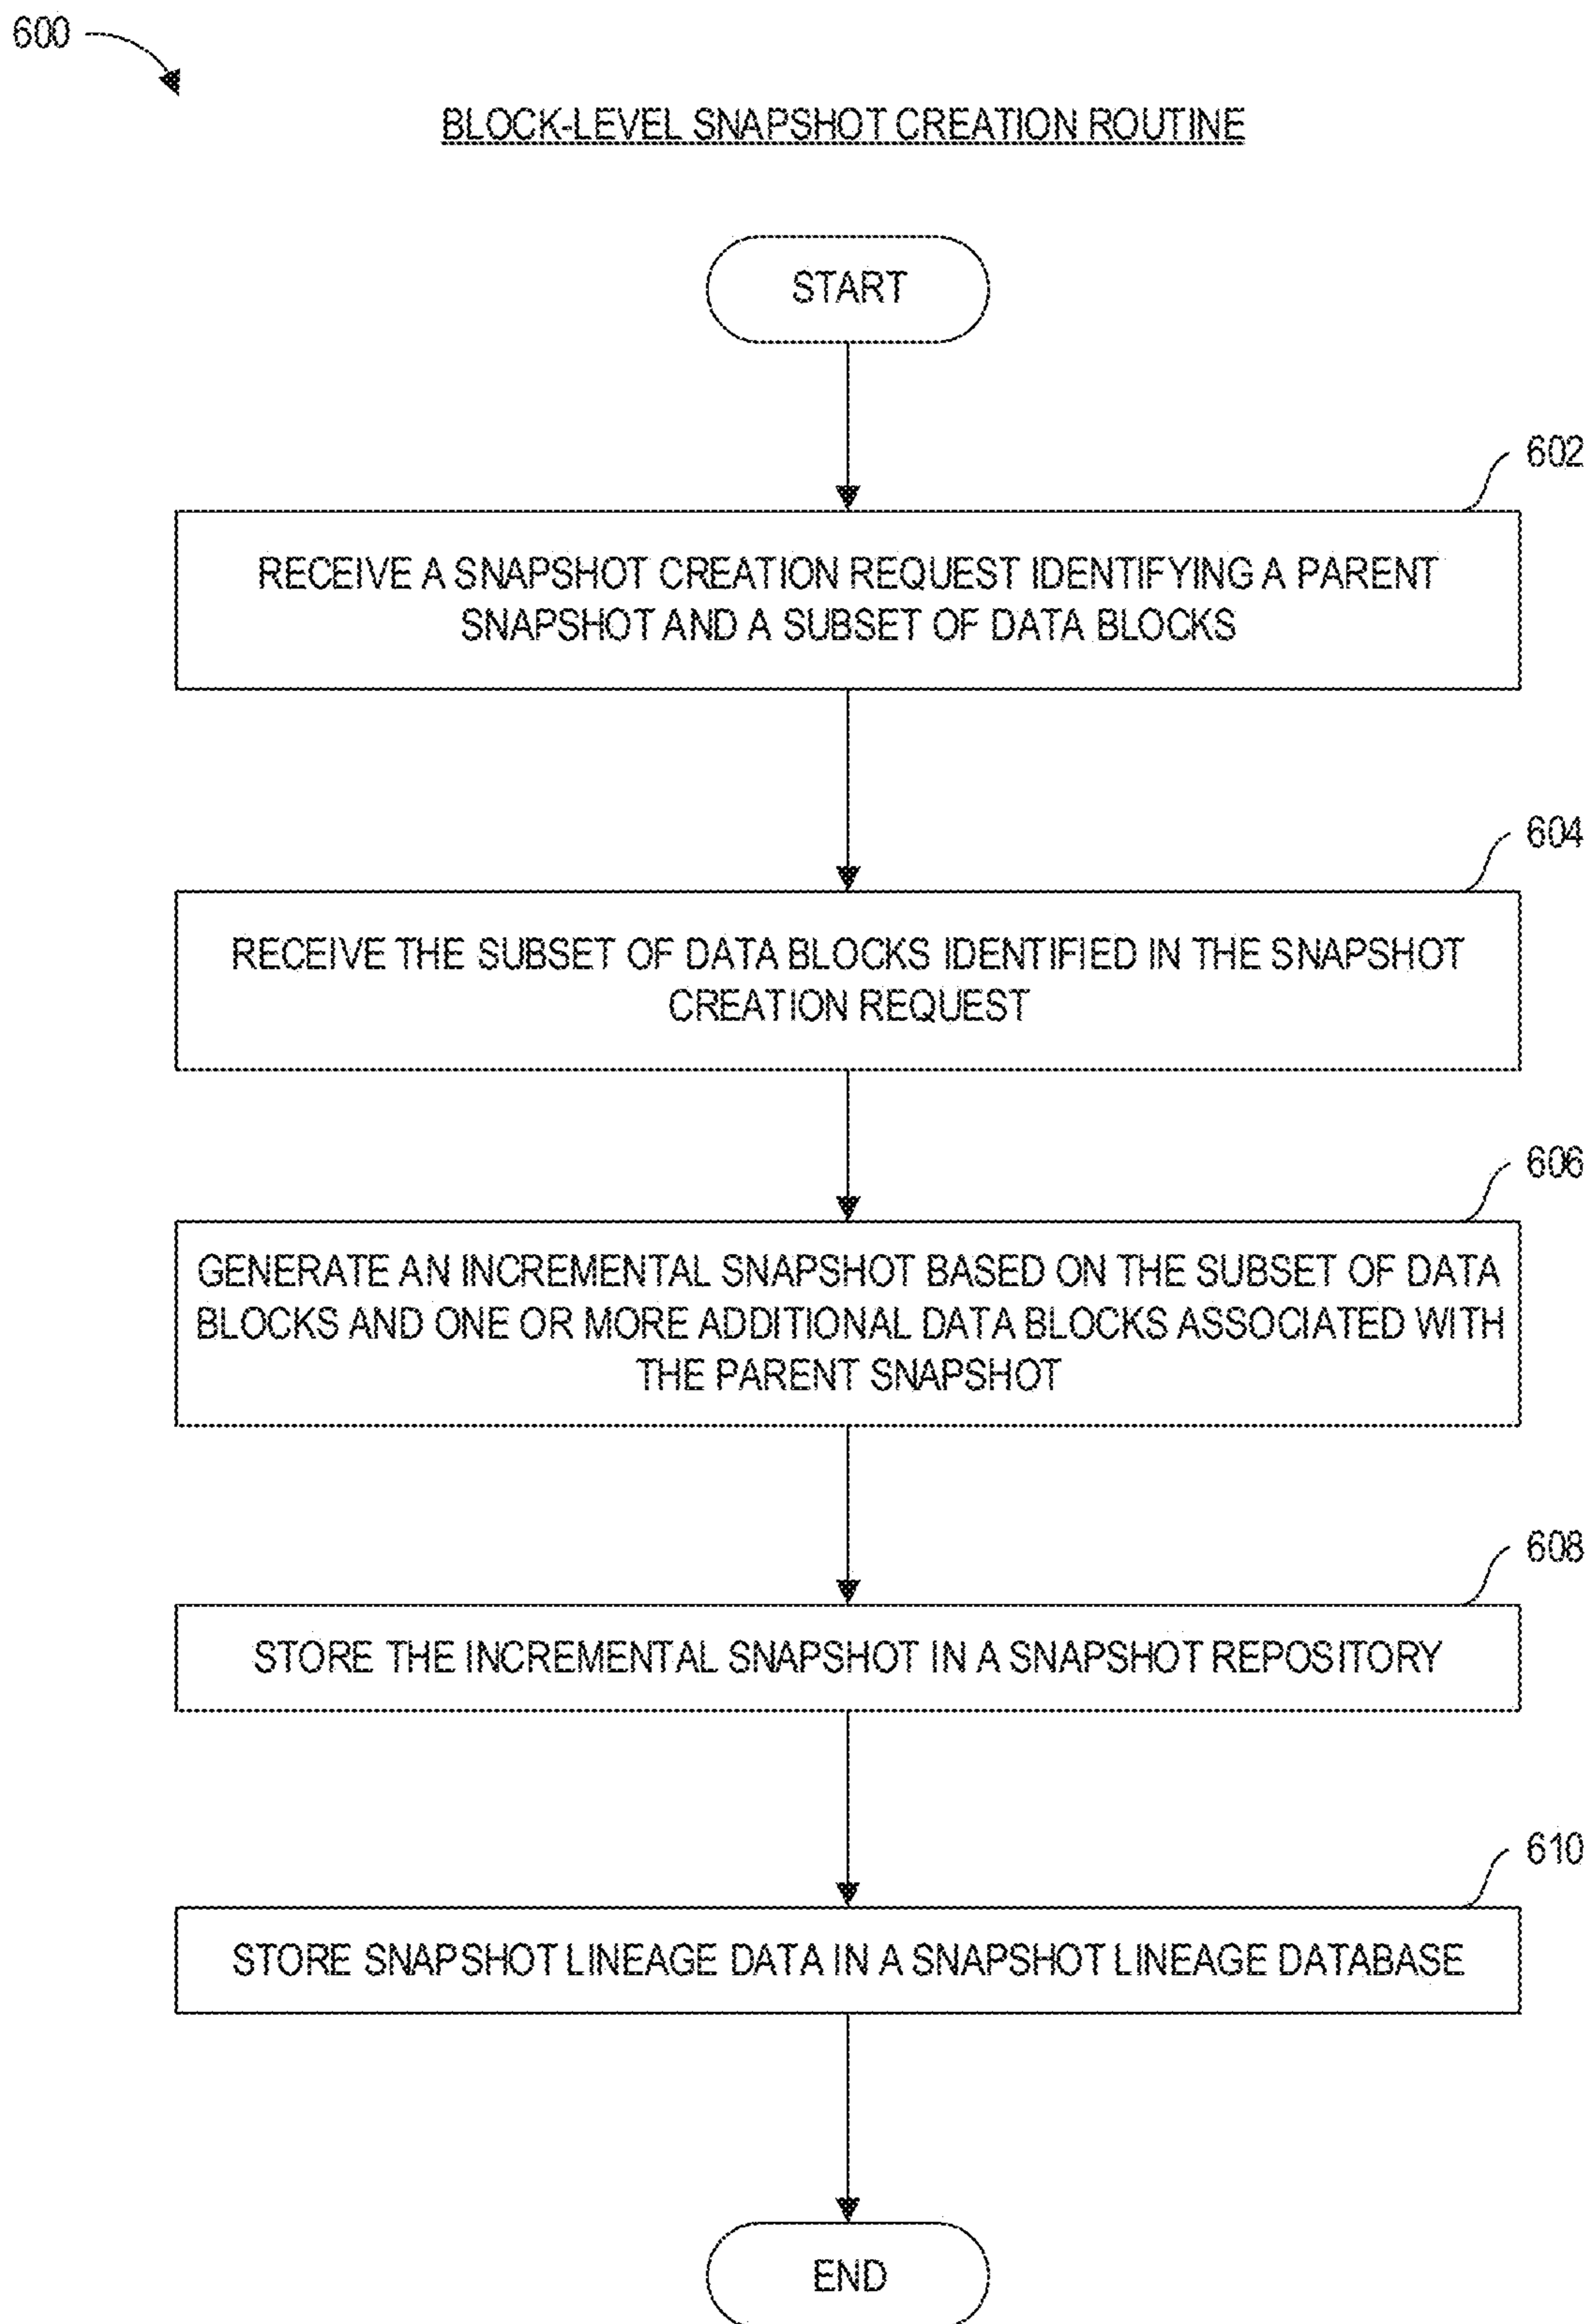 600
BLOCK-LEVEL SNAPSHOT CREATION ROUTINE
START
602
RECEIVE A SNAPSHOT CREATION REQUEST IDENTIFYING A PARENT
SNAPSHOT AND A SUBSET OF DATA BLOCKS
604
RECEIVE THE SUBSET OF DATA BLOCKS IDENTIFIED IN THE SNAPSHOT
CREATION REQUEST
606
GENERATE AN INCREMENTAL SNAPSHOT BASED ON THE SUBSET OF DATA
BLOCKS AND ONE OR MORE ADDITIONAL DATA BLOCKS ASSOCIATED WITH
THE PARENT SNAPSHOT
608
STORE THE INCREMENTAL SNAPSHOT IN A SNAPSHOT REPOSITORY
610
STORE SNAPSHOT LINEAGE DATA IN A SNAPSHOT LINEAGE DATABASE
END